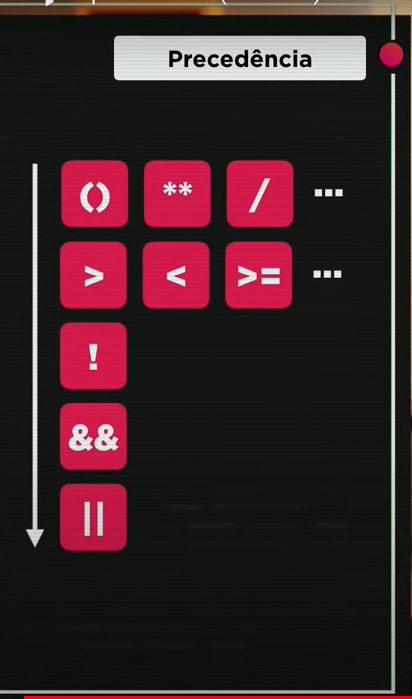 Precedência
() ** / ...
> < >= ...
!
&&
||